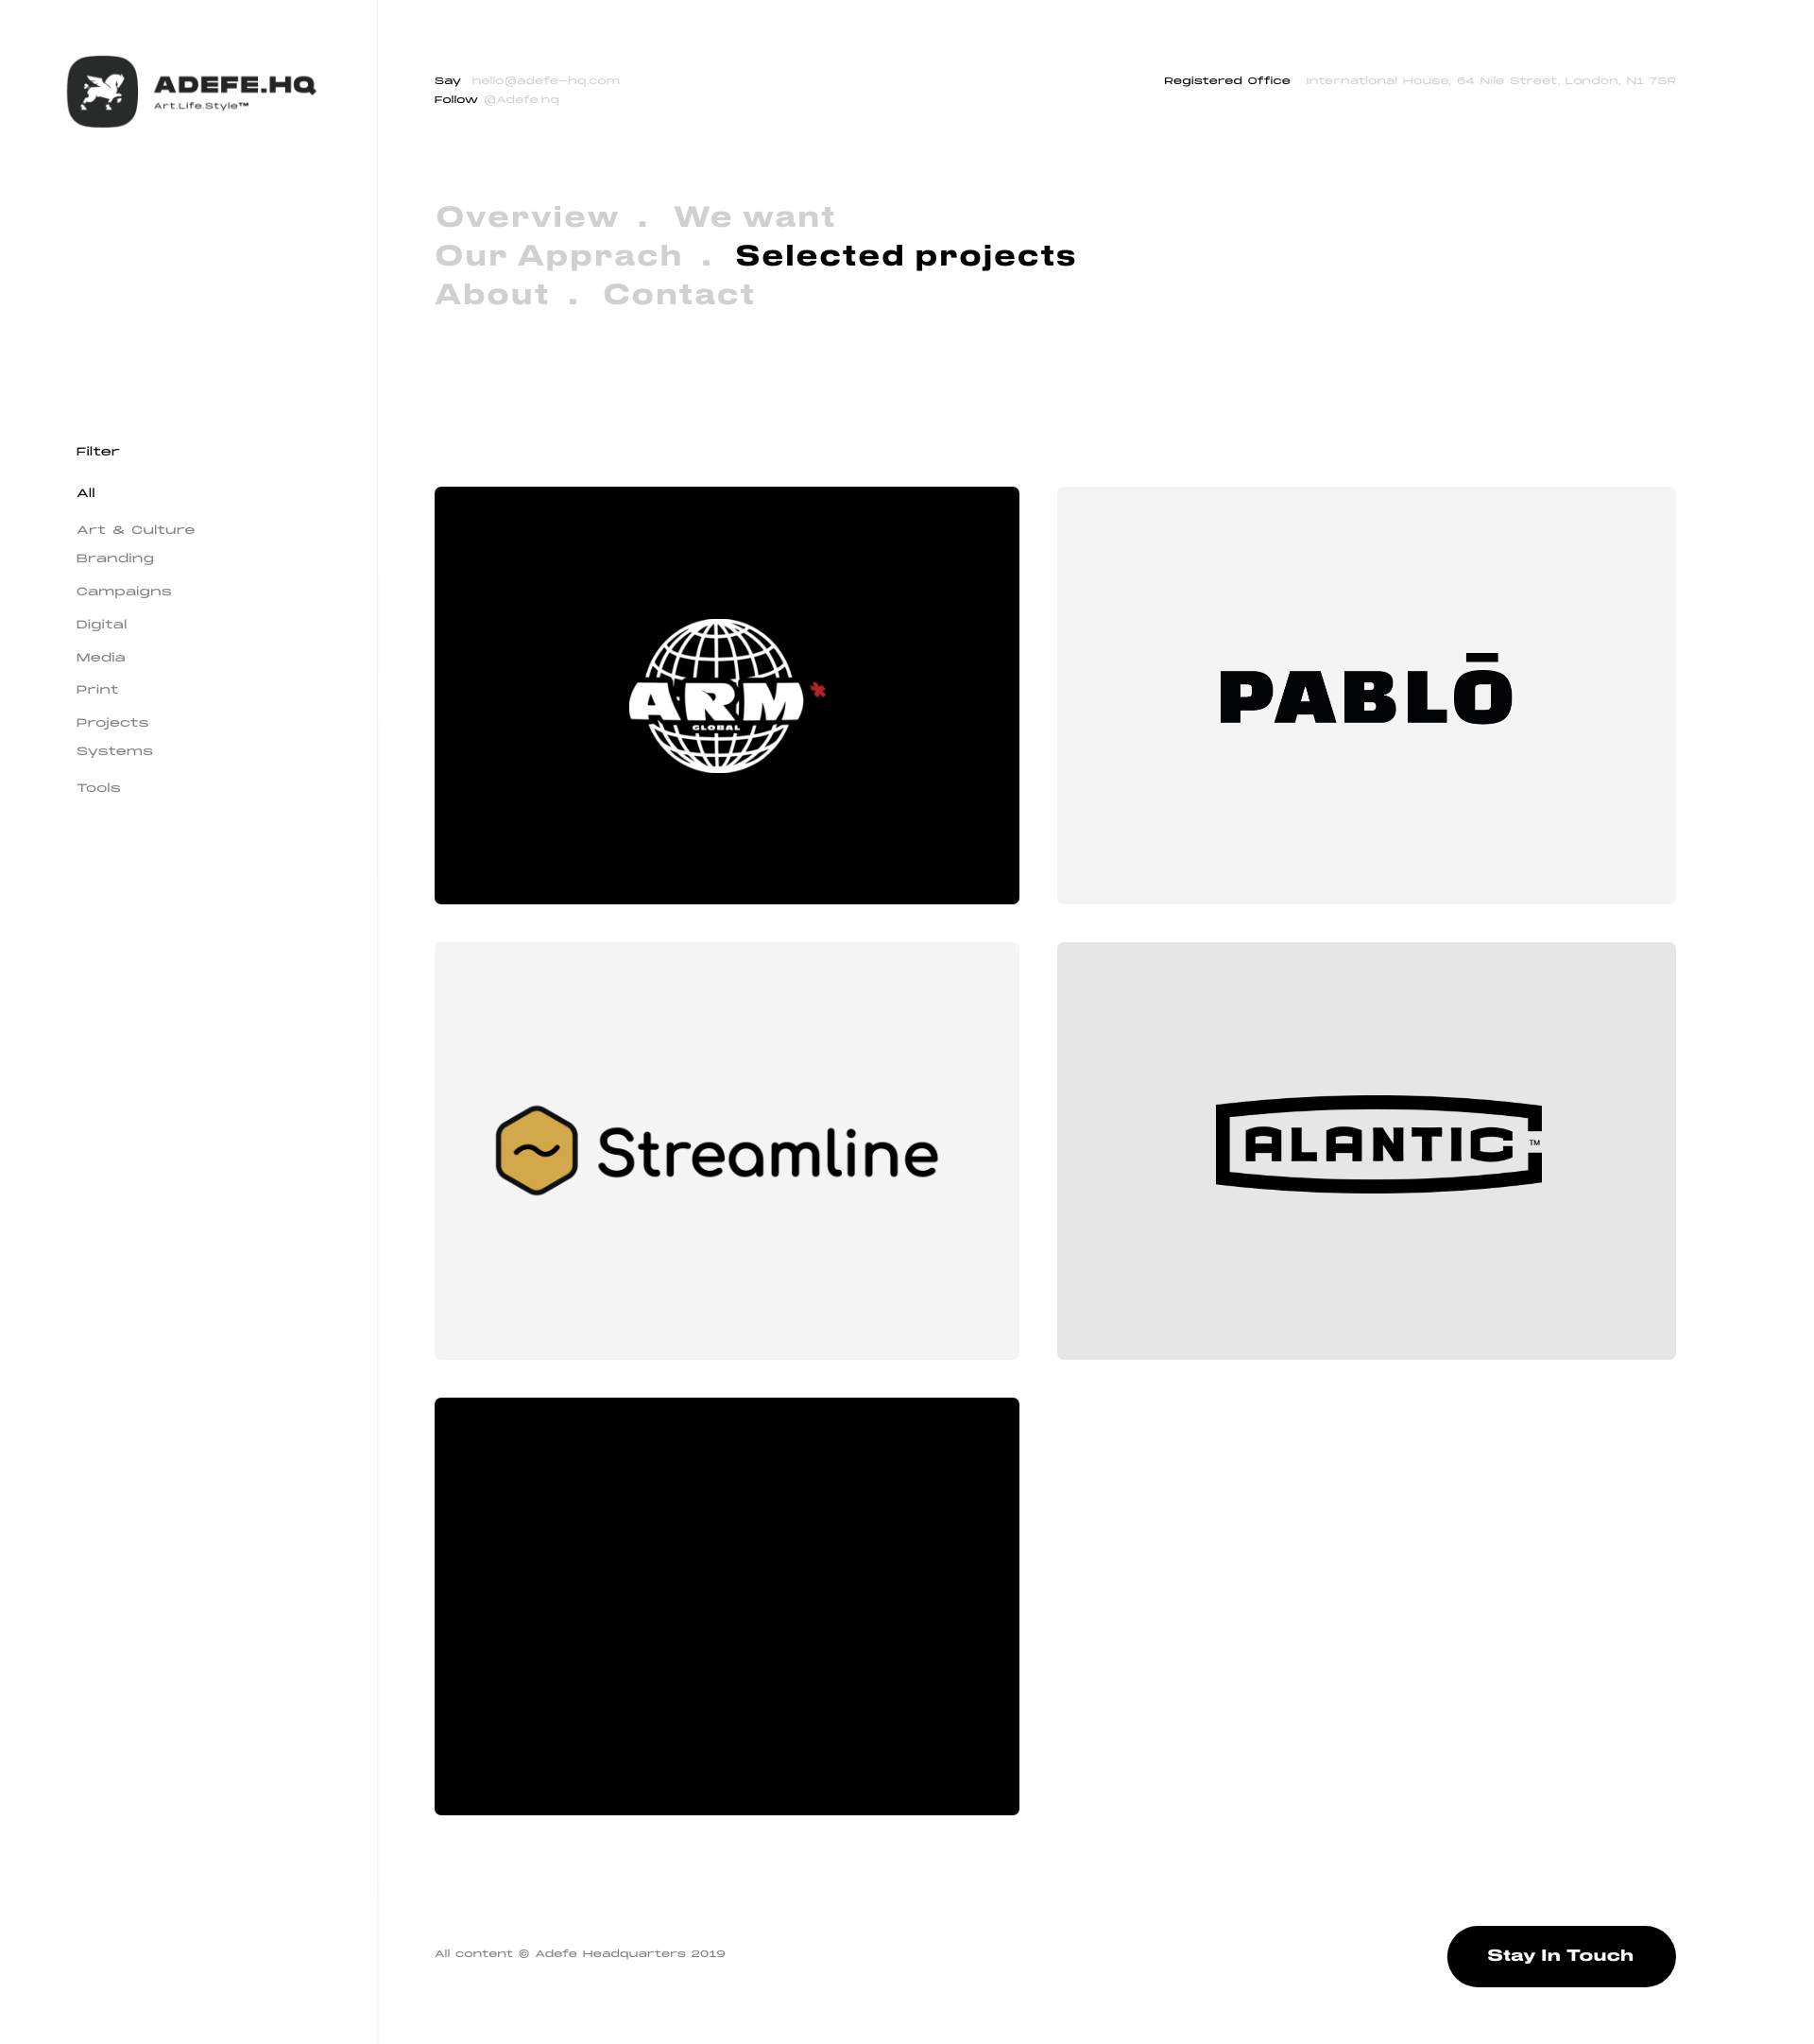 ADEFE.HQ
Art.Life.Style™
Say hello@adefe-hq.com
Follow @Adefe.hq
Registered Office International House, 64 Nile Street, London, N1 7SR
Overview . We want
Our Apprach . Selected projects
About . Contact
Filter
All
Art & Culture
Branding
Campaigns
Digital
Media
Print
Projects
Systems
Tools
ARM
GLOBAL
PABLŌ
Streamline
ALANTIC™
All content © Adefe Headquarters 2019
Stay In Touch